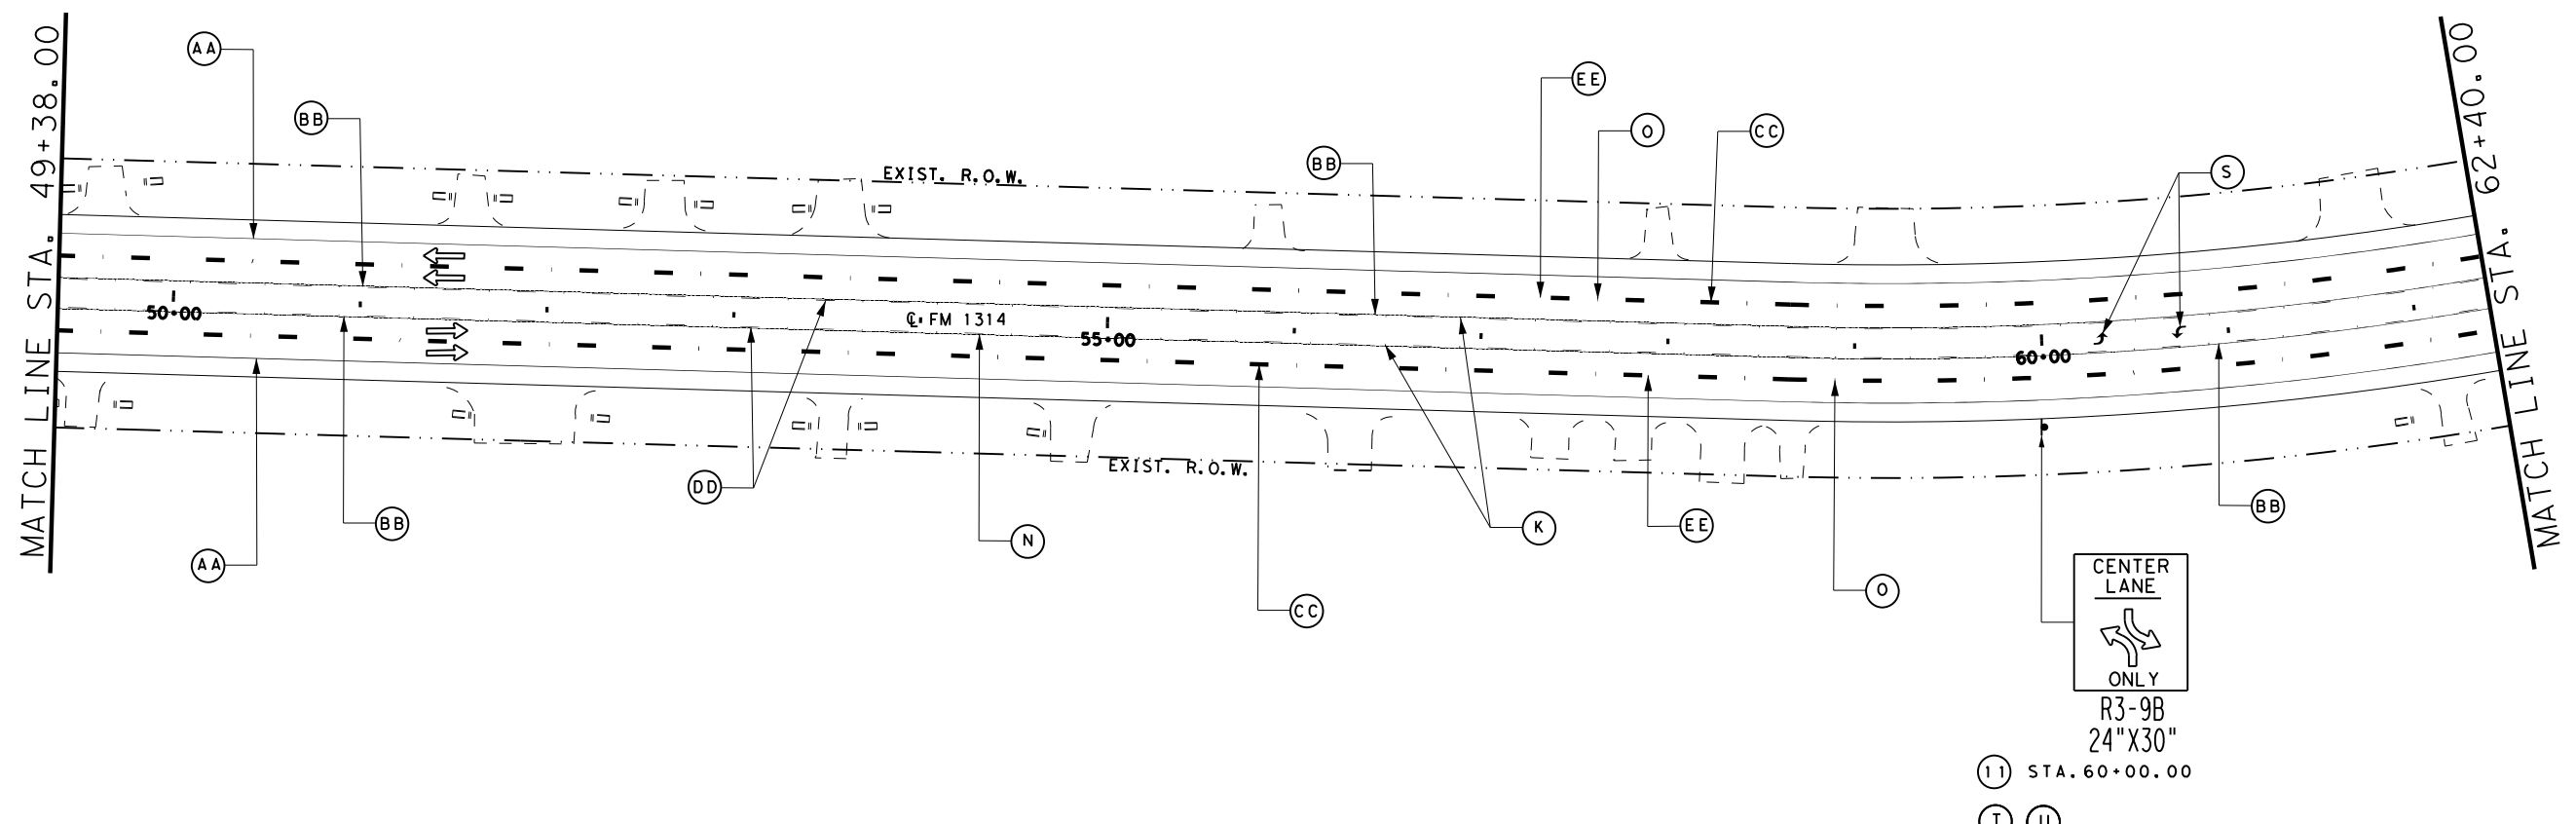 MATCH LINE STA. 49+38.00
AA
BB
EXIST. R.O.W.
BB
EE
O
CC
S
MATCH LINE STA. 62+40.00
50+00
℄ FM 1314
55+00
60+00
EXIST. R.O.W.
AA
BB
DD
N
CC
K
EE
O
BB
CENTER
LANE
ONLY
R3-9B
24"X30"
11 STA.60+00.00